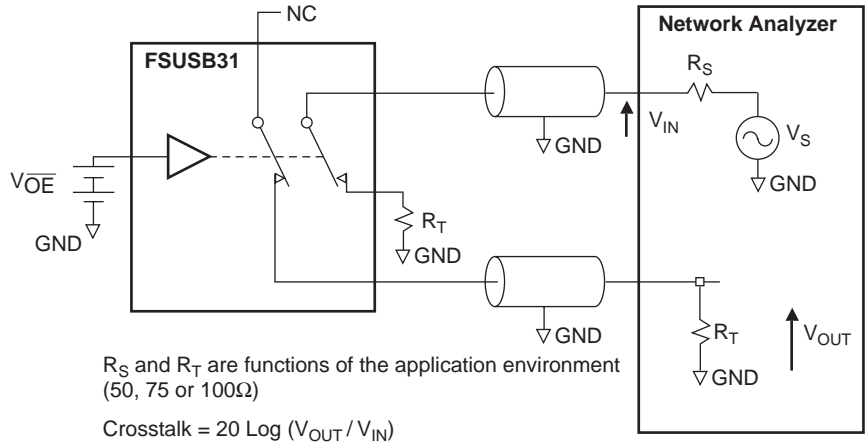 NC
Network Analyzer
FSUSB31
R_S
V_IN
V_S
GND
GND
V_OE̅
GND
R_T
GND
GND
R_T
V_OUT
GND
R_S and R_T are functions of the application environment
(50, 75 or 100Ω)
Crosstalk = 20 Log (V_OUT / V_IN)